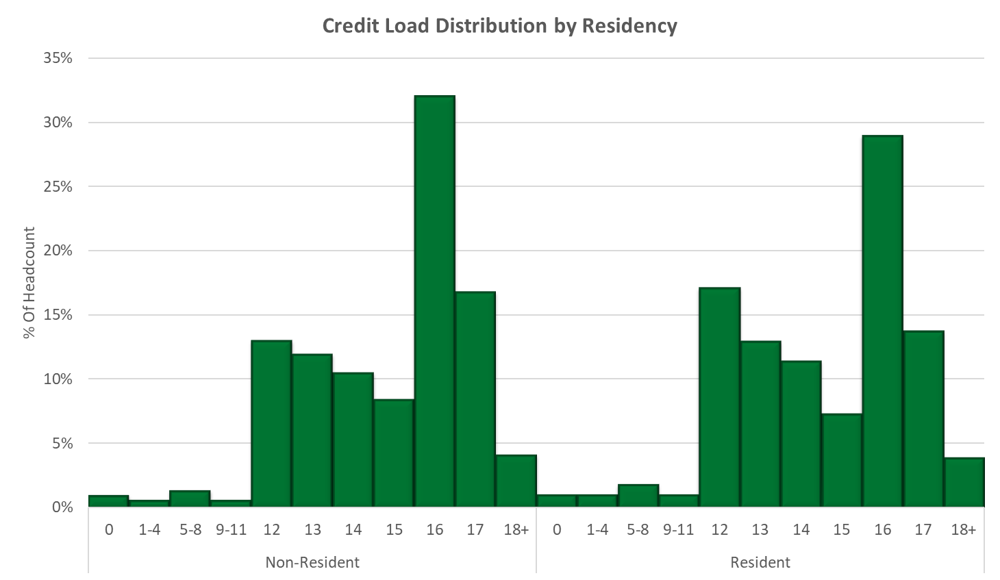 Credit Load Distribution by Residency
35%
30%
25%
20%
15%
10%
5%
0%
% Of Headcount
0 1-4 5-8 9-11 12 13 14 15 16 17 18+ 0 1-4 5-8 9-11 12 13 14 15 16 17 18+
Non-Resident Resident